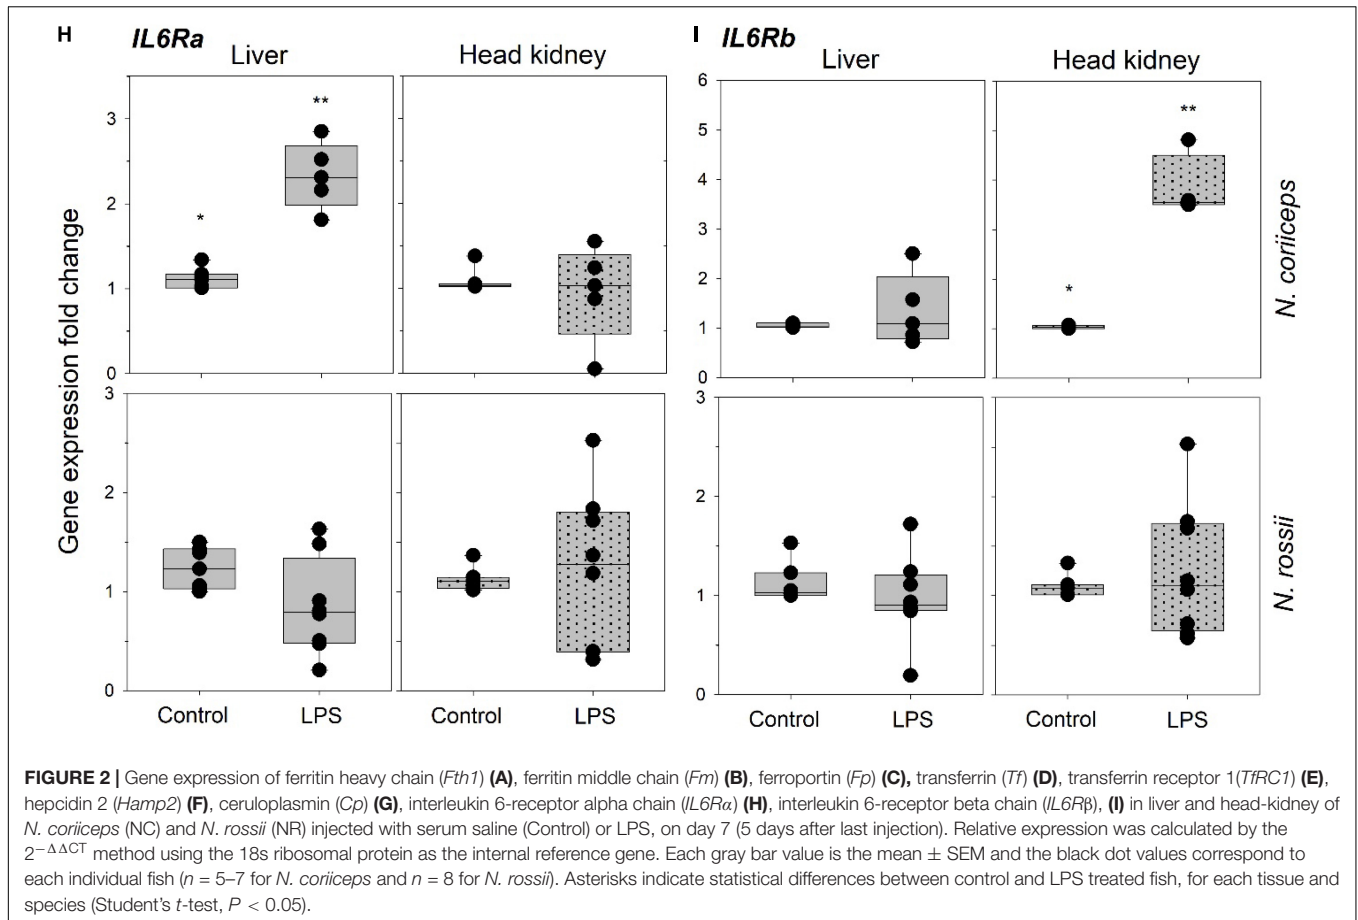 H IL6Ra
Liver
Head kidney
I IL6Rb
Liver
Head kidney
Gene expression fold change
3
2
1
0
**
*
6
5
4
3
2
1
0
**
*
N. coriiceps
3
2
1
0
3
2
1
0
N. rossii
Control
LPS
Control
LPS
Control
LPS
Control
LPS
FIGURE 2 | Gene expression of ferritin heavy chain (Fth1) (A), ferritin middle chain (Fm) (B), ferroportin (Fp) (C), transferrin (Tf) (D), transferrin receptor 1(TfRC1) (E),
hepcidin 2 (Hamp2) (F), ceruloplasmin (Cp) (G), interleukin 6-receptor alpha chain (IL6Rα) (H), interleukin 6-receptor beta chain (IL6Rβ), (I) in liver and head-kidney of
N. coriiceps (NC) and N. rossii (NR) injected with serum saline (Control) or LPS, on day 7 (5 days after last injection). Relative expression was calculated by the
2−ΔΔCT method using the 18s ribosomal protein as the internal reference gene. Each gray bar value is the mean ± SEM and the black dot values correspond to
each individual fish (n = 5–7 for N. coriiceps and n = 8 for N. rossii). Asterisks indicate statistical differences between control and LPS treated fish, for each tissue and
species (Student's t-test, P < 0.05).